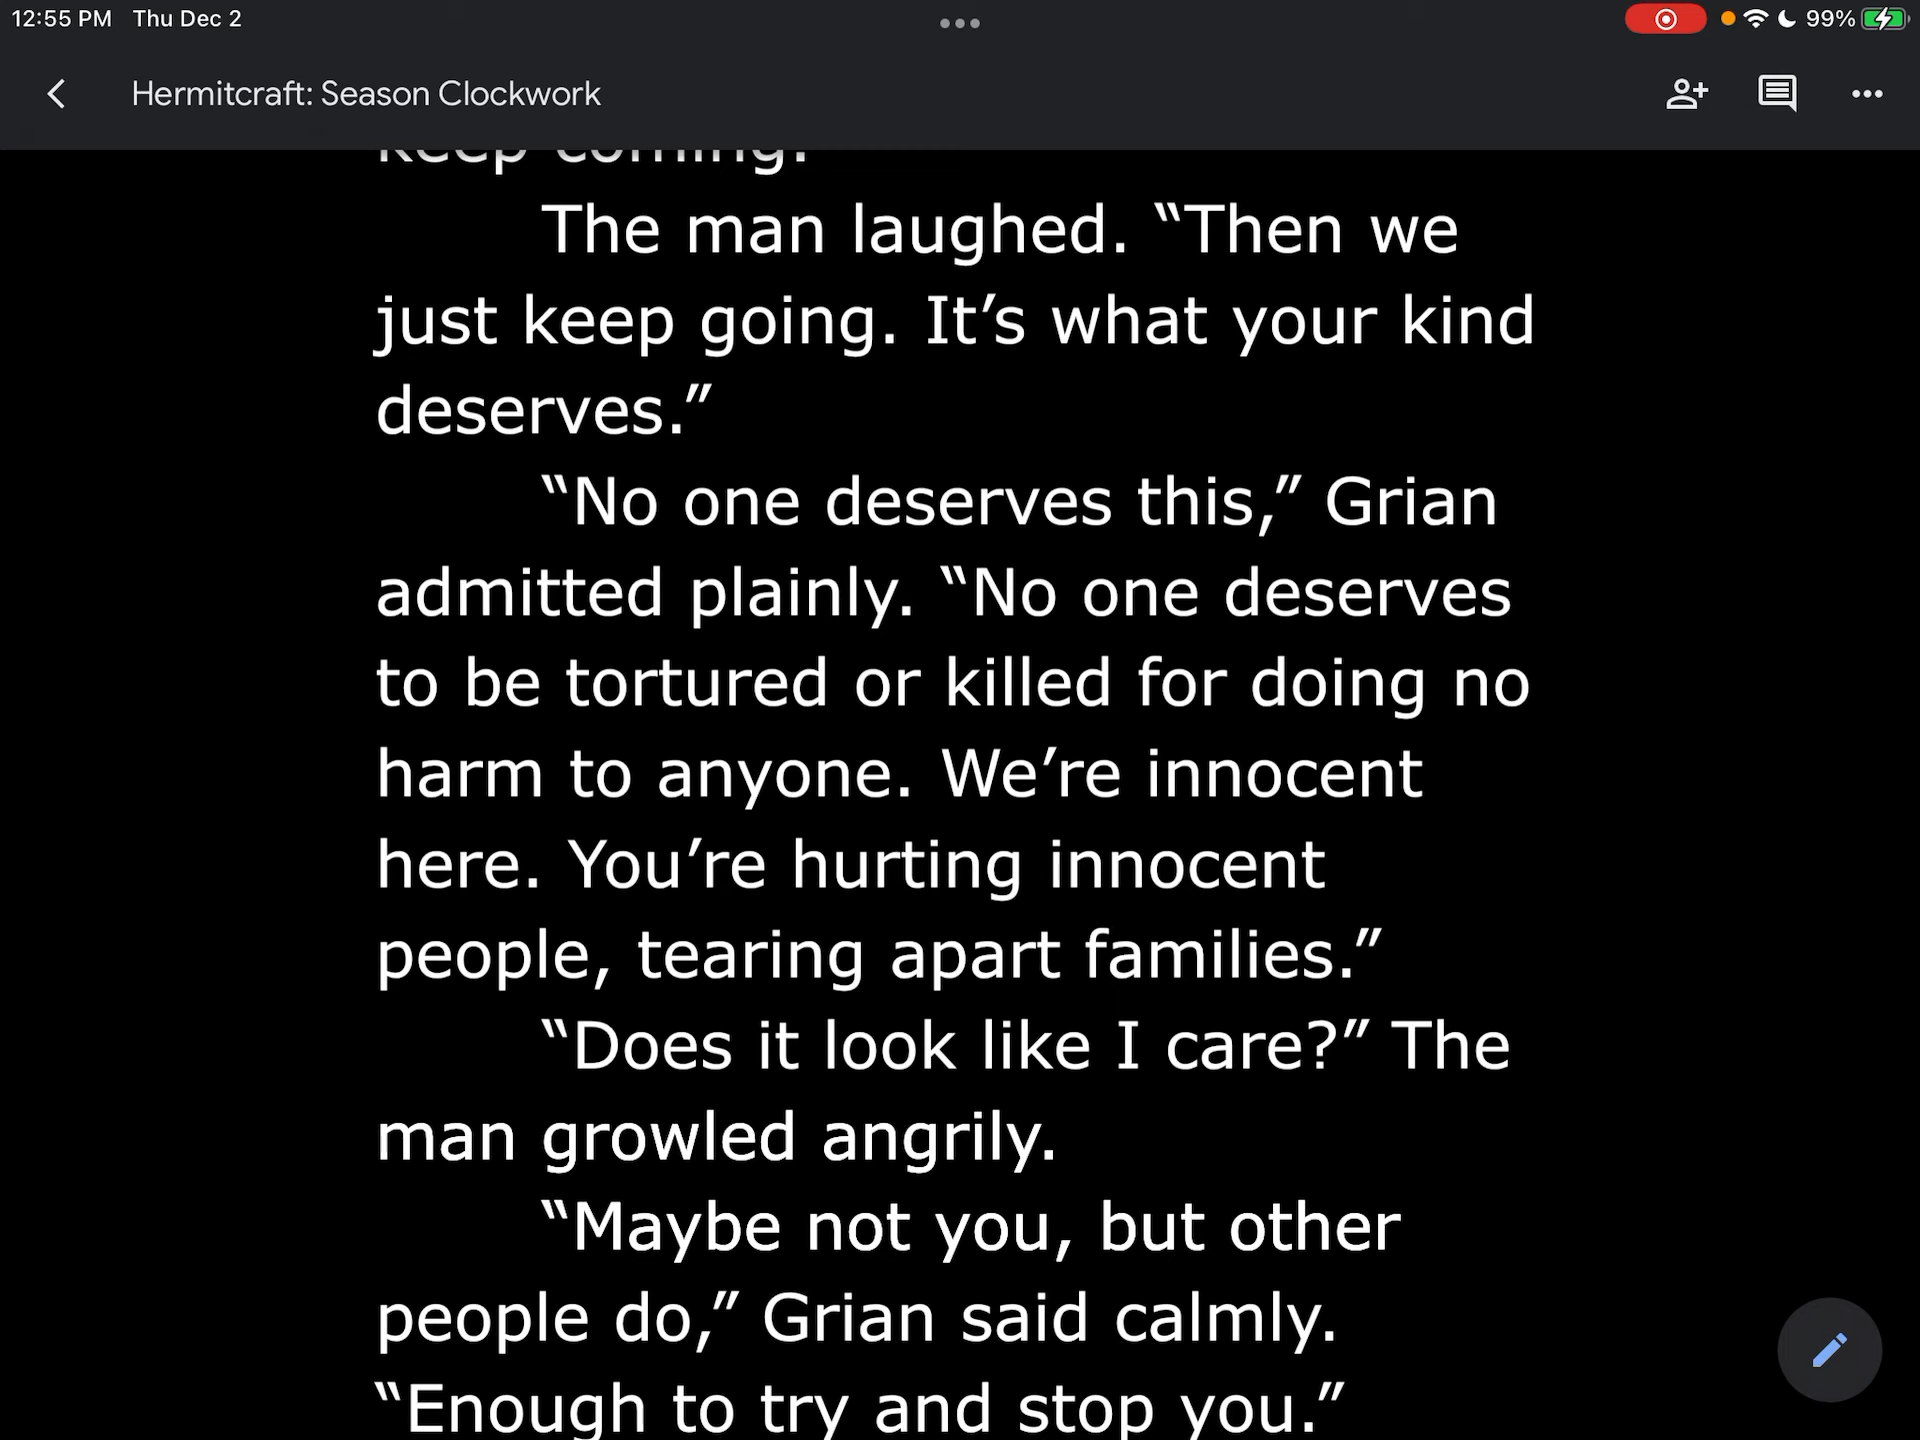 12:55 PM Thu Dec 2
99%
Hermitcraft: Season Clockwork
keep coming.
The man laughed. “Then we
just keep going. It’s what your kind
deserves.”
“No one deserves this,” Grian
admitted plainly. “No one deserves
to be tortured or killed for doing no
harm to anyone. We’re innocent
here. You’re hurting innocent
people, tearing apart families.”
“Does it look like I care?” The
man growled angrily.
“Maybe not you, but other
people do,” Grian said calmly.
“Enough to try and stop you.”